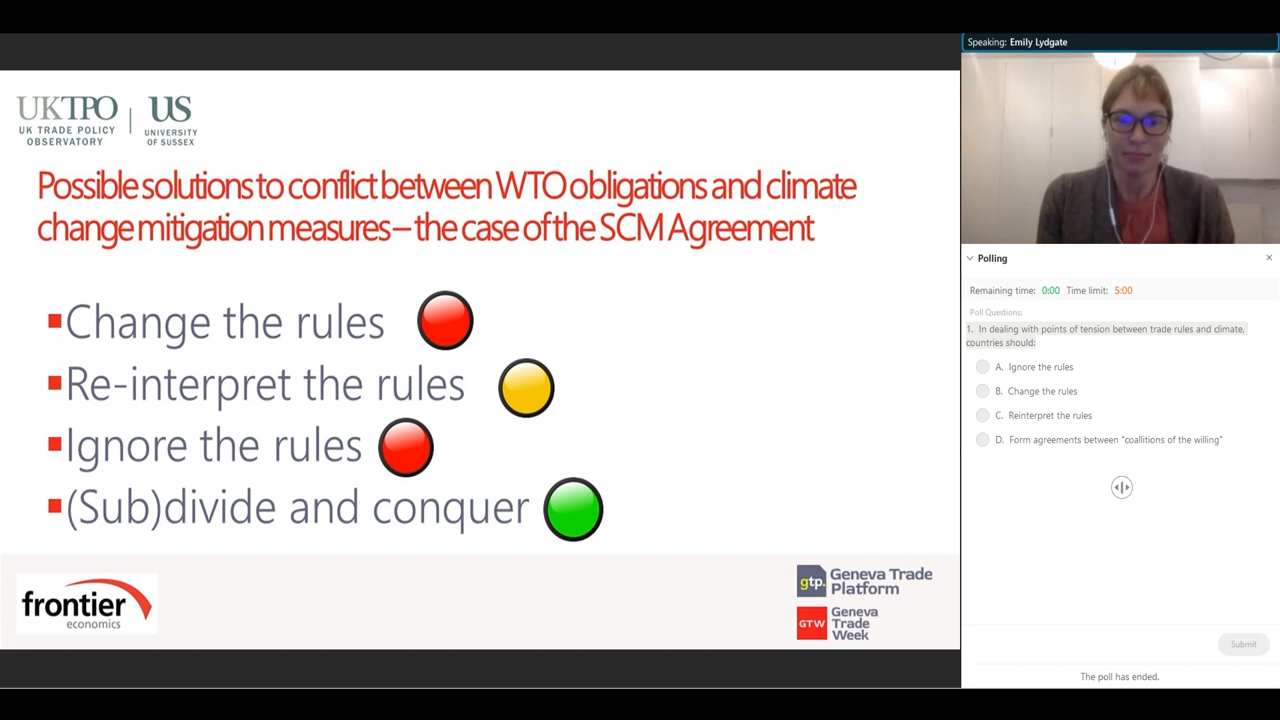 UKTPO
UK TRADE POLICY
OBSERVATORY
US
UNIVERSITY
OF SUSSEX
Possible solutions to conflict between WTO obligations and climate
change mitigation measures – the case of the SCM Agreement
Change the rules
Re-interpret the rules
Ignore the rules
(Sub)divide and conquer
frontier
economics
gtp.
Geneva Trade
Platform
GTW
Geneva
Trade
Week
Speaking: Emily Lydgate
Polling
Remaining time: 0:00 Time limit: 5:00
Poll Questions:
1. In dealing with points of tension between trade rules and climate,
countries should:
A. Ignore the rules
B. Change the rules
C. Reinterpret the rules
D. Form agreements between "coallitions of the willing"
Submit
The poll has ended.